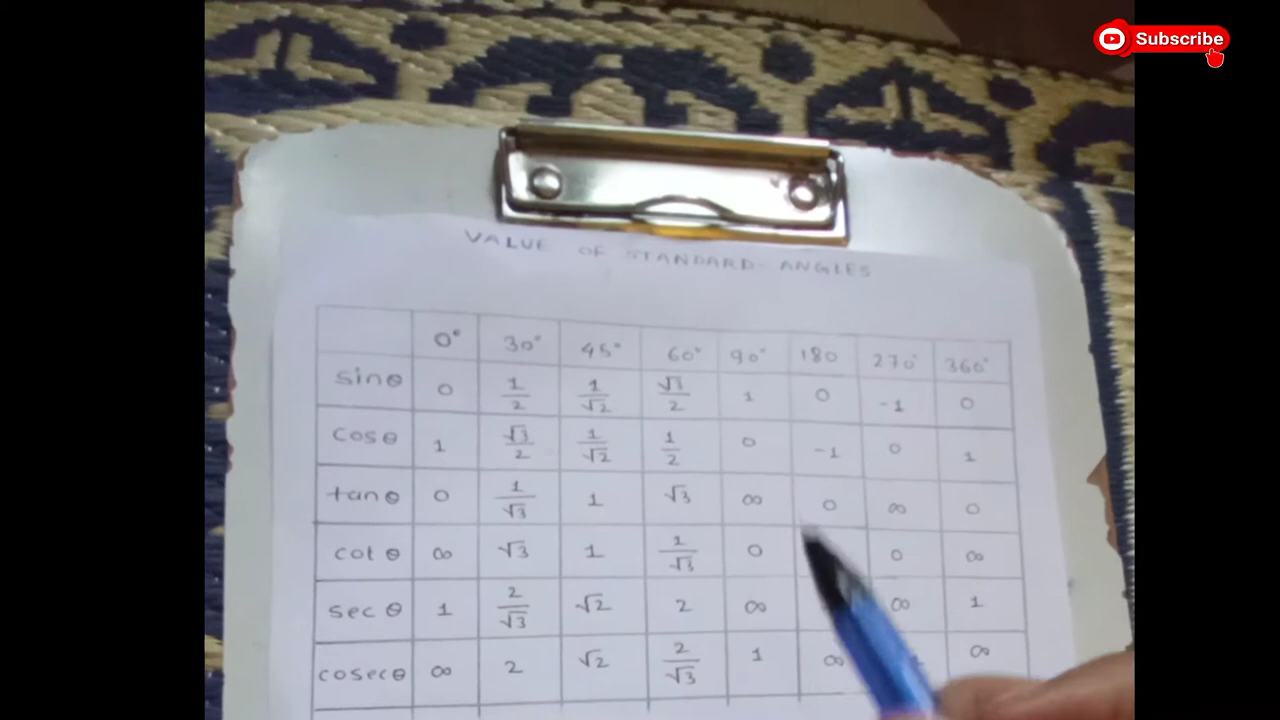 Subscribe
VALUE OF STANDARD ANGLES
0° 30° 45° 60° 90° 180 270° 360°
sinθ 0 1/2 1/√2 √3/2 1 0 -1 0
cosθ 1 √3/2 1/√2 1/2 0 -1 0 1
tanθ 0 1/√3 1 √3 ∞ 0 ∞ 0
cotθ ∞ √3 1 1/√3 0 0 ∞
secθ 1 2/√3 √2 2 ∞ ∞ 1
cosecθ ∞ 2 √2 2/√3 1 ∞ ∞